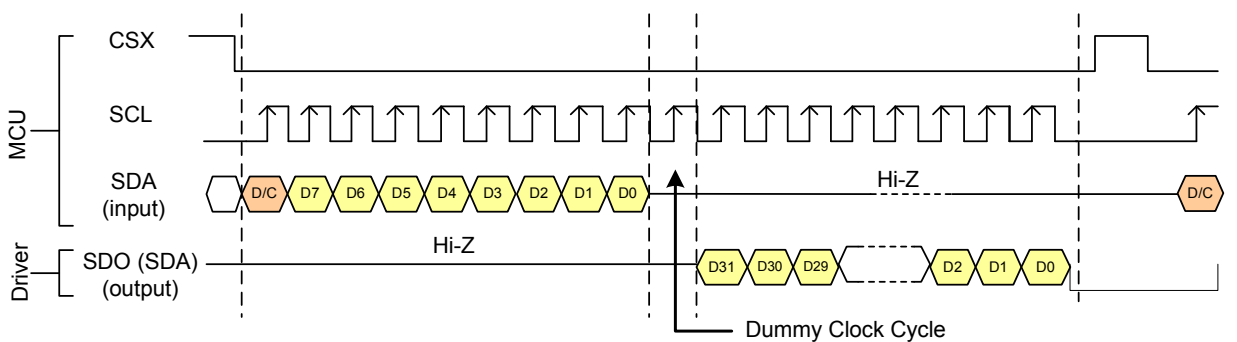 MCU
CSX
SCL
SDA
(input)
D/C D7 D6 D5 D4 D3 D2 D1 D0
Hi-Z
D/C
Driver
SDO (SDA)
(output)
Hi-Z
D31 D30 D29 D2 D1 D0
Dummy Clock Cycle